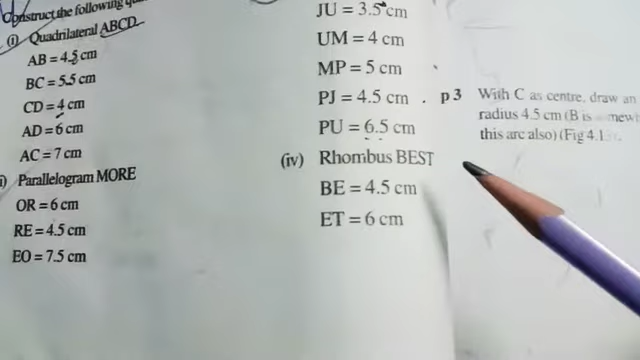 Construct the following
(i) Quadrilateral ABCD.
AB = 4.5 cm
BC = 5.5 cm
CD = 4 cm
AD = 6 cm
AC = 7 cm
Parallelogram MORE
OR = 6 cm
RE = 4.5 cm
EO = 7.5 cm
JU = 3.5 cm
UM = 4 cm
MP = 5 cm
PJ = 4.5 cm
PU = 6.5 cm
(iv) Rhombus BEST
BE = 4.5 cm
ET = 6 cm
p 3 With C as centre, draw an
radius 4.5 cm (B is
this arc also) (Fig 4.1